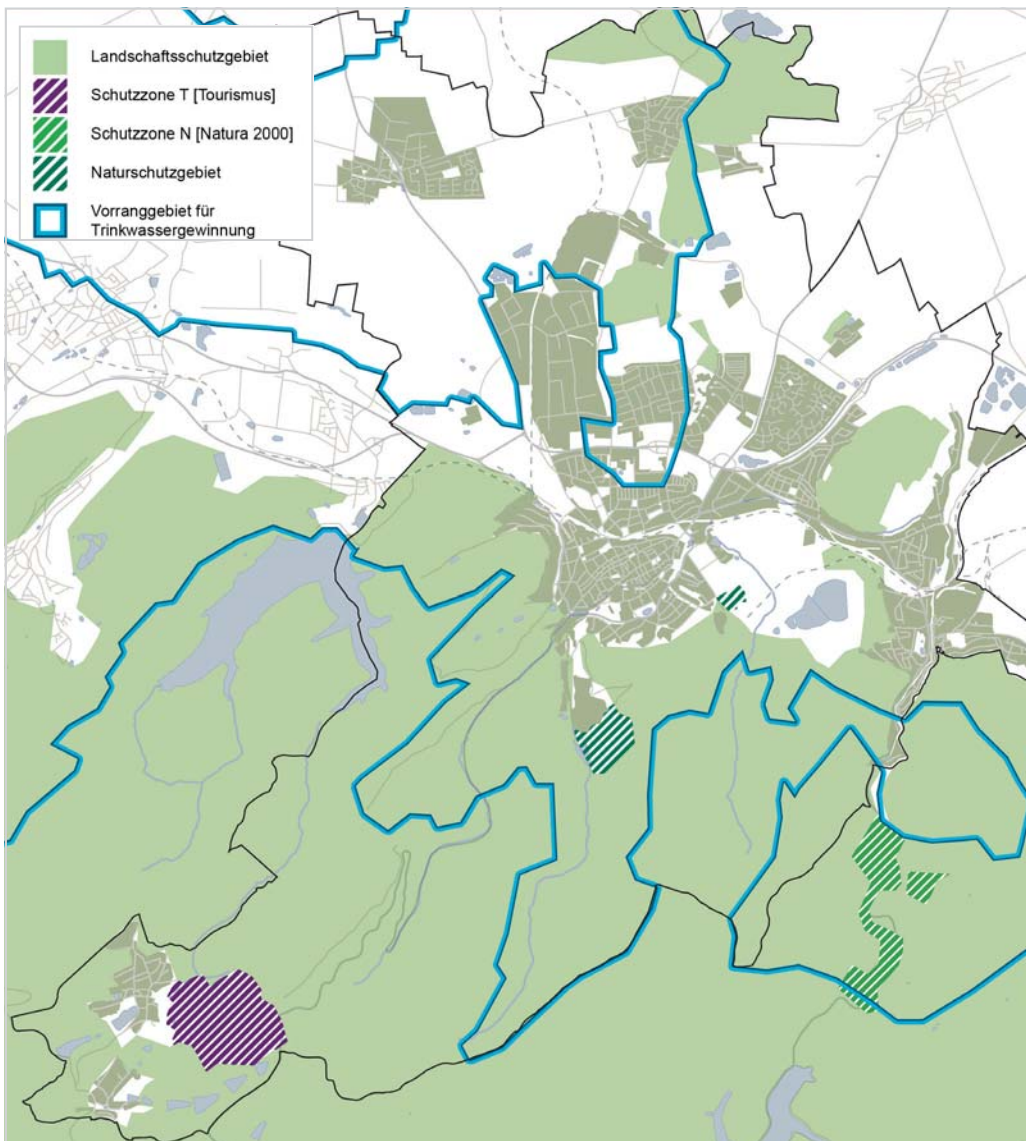 Landschaftsschutzgebiet
Schutzzone T [Tourismus]
Schutzzone N [Natura 2000]
Naturschutzgebiet
Vorranggebiet für
Trinkwassergewinnung